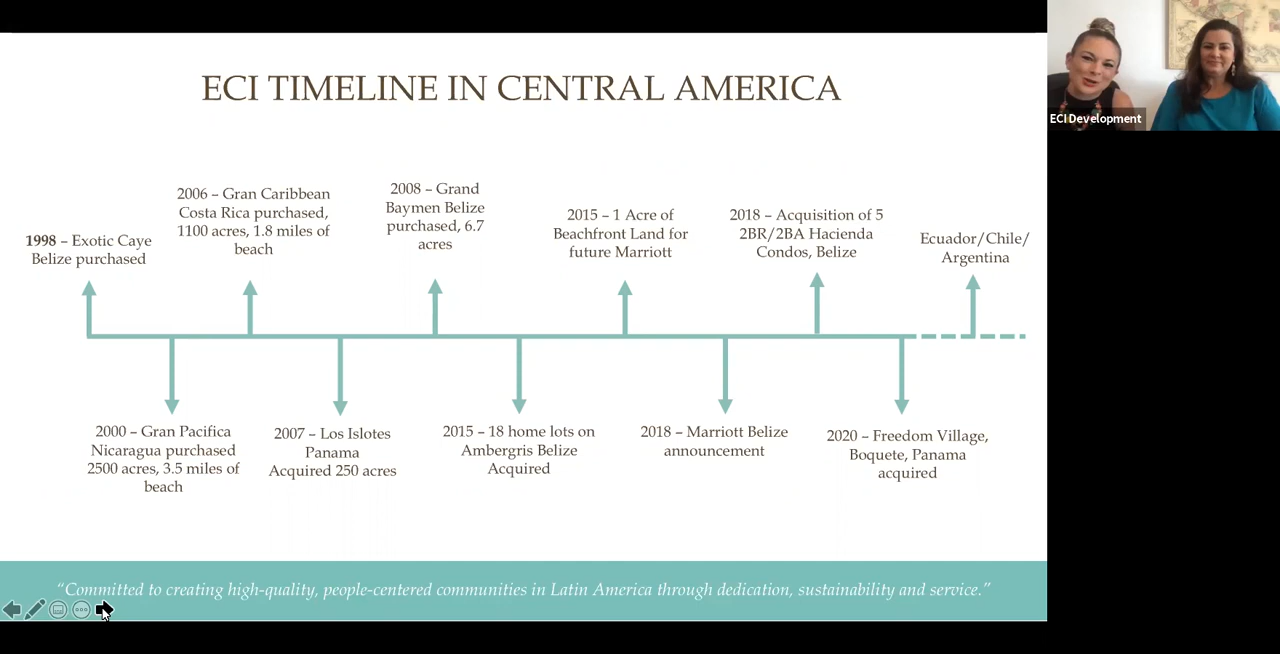 ECI TIMELINE IN CENTRAL AMERICA
ECI Development
1998 – Exotic Caye
Belize purchased
2006 – Gran Caribbean
Costa Rica purchased,
1100 acres, 1.8 miles of
beach
2008 – Grand
Baymen Belize
purchased, 6.7
acres
2015 – 1 Acre of
Beachfront Land for
future Marriott
2018 – Acquisition of 5
2BR/2BA Hacienda
Condos, Belize
Ecuador/Chile/
Argentina
2000 – Gran Pacifica
Nicaragua purchased
2500 acres, 3.5 miles of
beach
2007 – Los Islotes
Panama
Acquired 250 acres
2015 – 18 home lots on
Ambergris Belize
Acquired
2018 – Marriott Belize
announcement
2020 – Freedom Village,
Boquete, Panama
acquired
“Committed to creating high-quality, people-centered communities in Latin America through dedication, sustainability and service.”